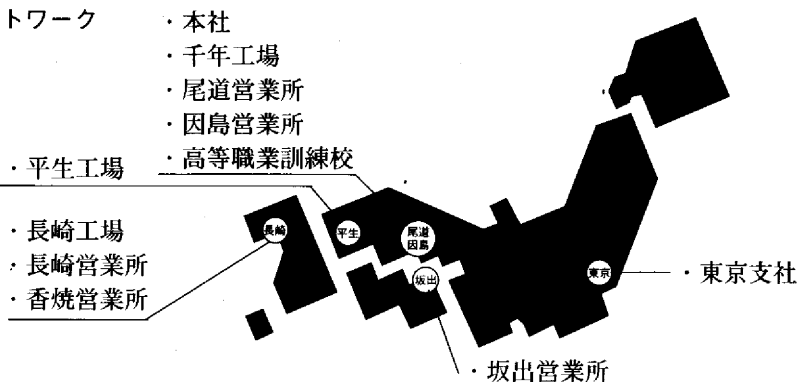 トワーク
・本社
・千年工場
・尾道営業所
・因島営業所
・高等職業訓練校
・平生工場
・長崎工場
・長崎営業所
・香焼営業所
長崎
平生
尾道
因島
坂出
東京
・東京支社
・坂出営業所